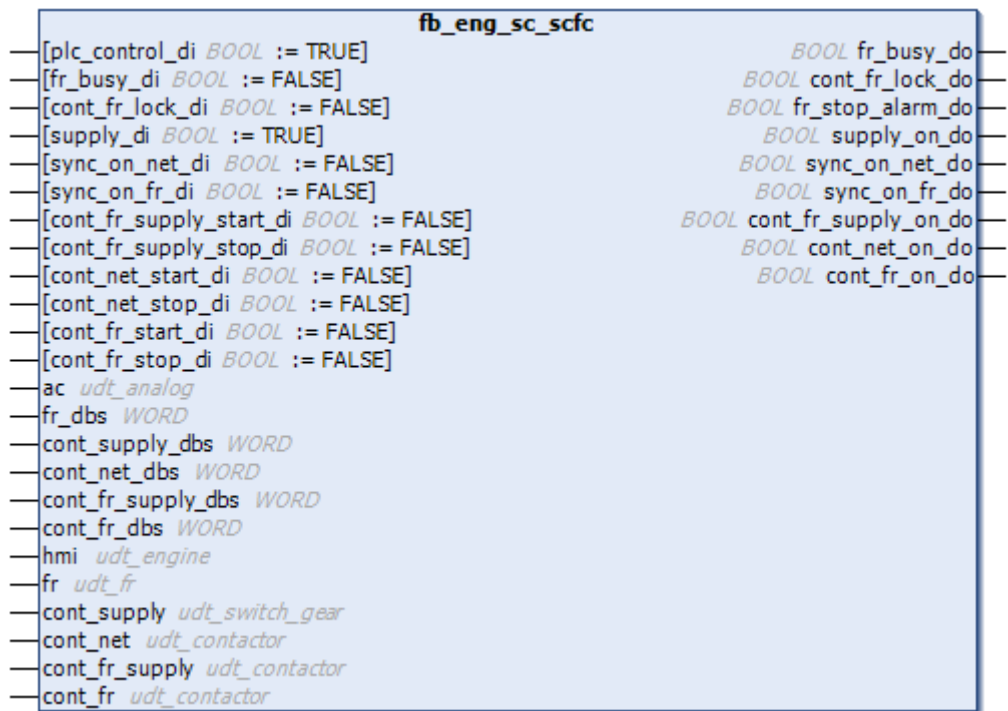 fb_eng_sc_scfc
[plc_control_di BOOL := TRUE] BOOL fr_busy_do
[fr_busy_di BOOL := FALSE] BOOL cont_fr_lock_do
[cont_fr_lock_di BOOL := FALSE] BOOL fr_stop_alarm_do
[supply_di BOOL := TRUE] BOOL supply_on_do
[sync_on_net_di BOOL := FALSE] BOOL sync_on_net_do
[sync_on_fr_di BOOL := FALSE] BOOL sync_on_fr_do
[cont_fr_supply_start_di BOOL := FALSE] BOOL cont_fr_supply_on_do
[cont_fr_supply_stop_di BOOL := FALSE] BOOL cont_net_on_do
[cont_net_start_di BOOL := FALSE] BOOL cont_fr_on_do
[cont_net_stop_di BOOL := FALSE]
[cont_fr_start_di BOOL := FALSE]
[cont_fr_stop_di BOOL := FALSE]
ac udt_analog
fr_dbs WORD
cont_supply_dbs WORD
cont_net_dbs WORD
cont_fr_supply_dbs WORD
cont_fr_dbs WORD
hmi udt_engine
fr udt_fr
cont_supply udt_switch_gear
cont_net udt_contactor
cont_fr_supply udt_contactor
cont_fr udt_contactor